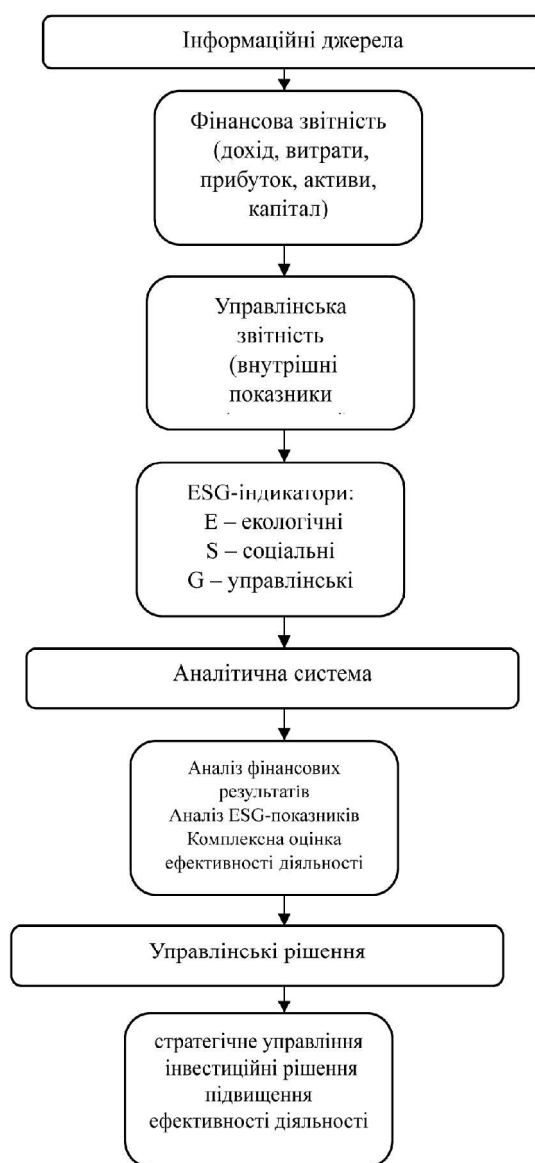 Інформаційні джерела
Фінансова звітність
(дохід, витрати,
прибуток, активи,
капітал)
Управлінська
звітність
(внутрішні
показники
ESG-індикатори:
E – екологічні
S – соціальні
G – управлінські
Аналітична система
Аналіз фінансових
результатів
Аналіз ESG-показників
Комплексна оцінка
ефективності діяльності
Управлінські рішення
стратегічне управління
інвестиційні рішення
підвищення
ефективності діяльності